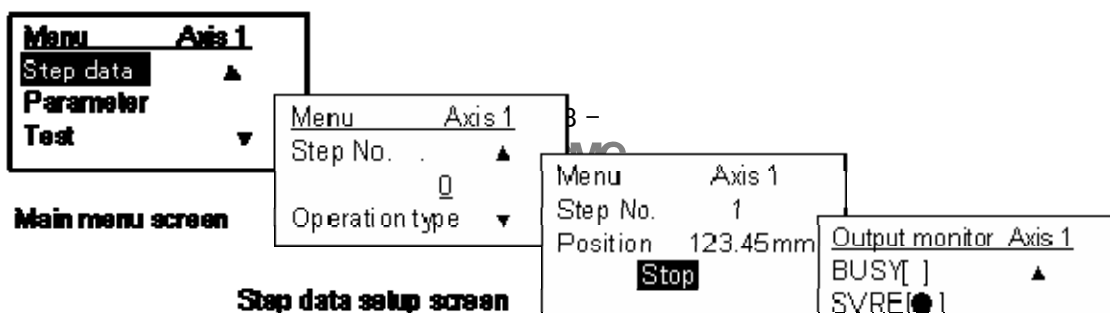 Menu Axis 1
Step data ▲
Parameter
Test ▼
Main menu screen
Menu Axis 1
Step No. . ▲
0
Operation type ▼
Step data setup screen
Menu Axis 1
Step No. 1
Position 123.45mm
Stop
Output monitor Axis 1
BUSY[ ] ▲
SVRE[●]